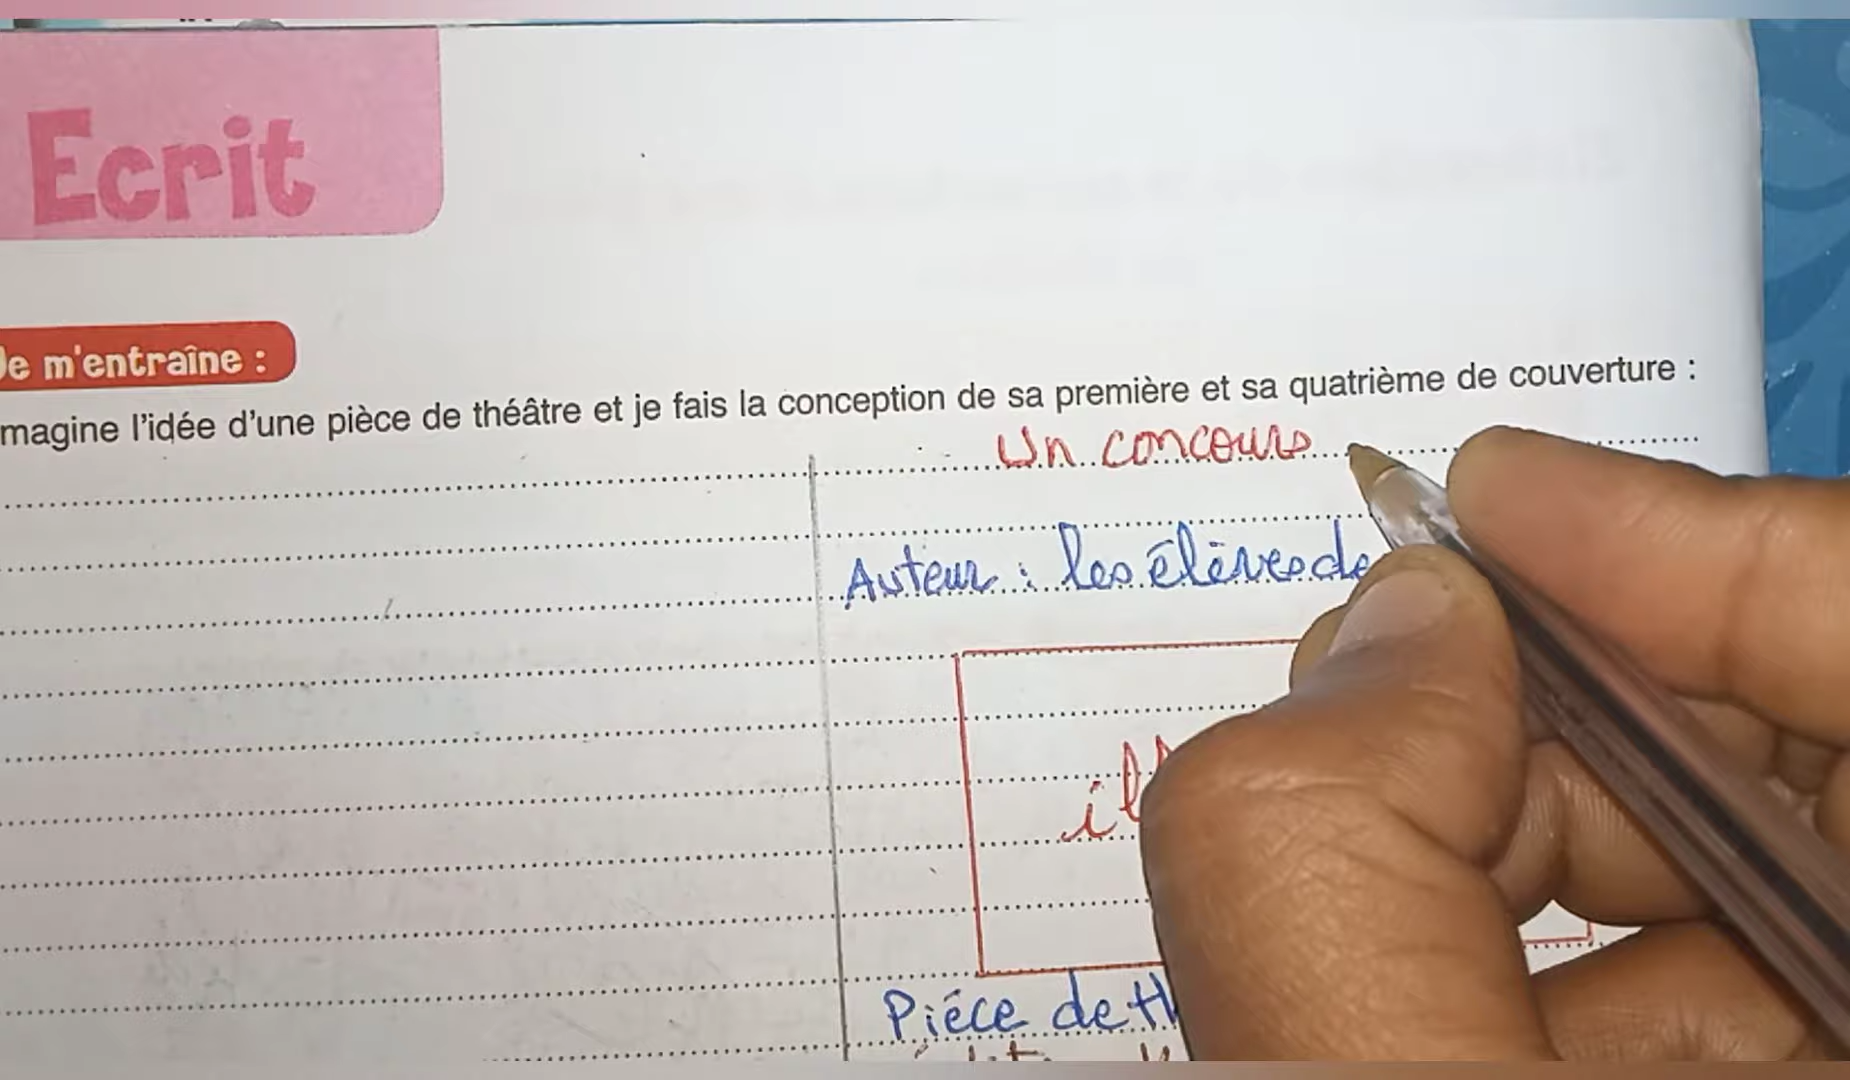 Ecrit
Je m'entraîne :
magine l'idée d'une pièce de théâtre et je fais la conception de sa première et sa quatrième de couverture :
Un concours
Auteur : les élèves de
Piéce de